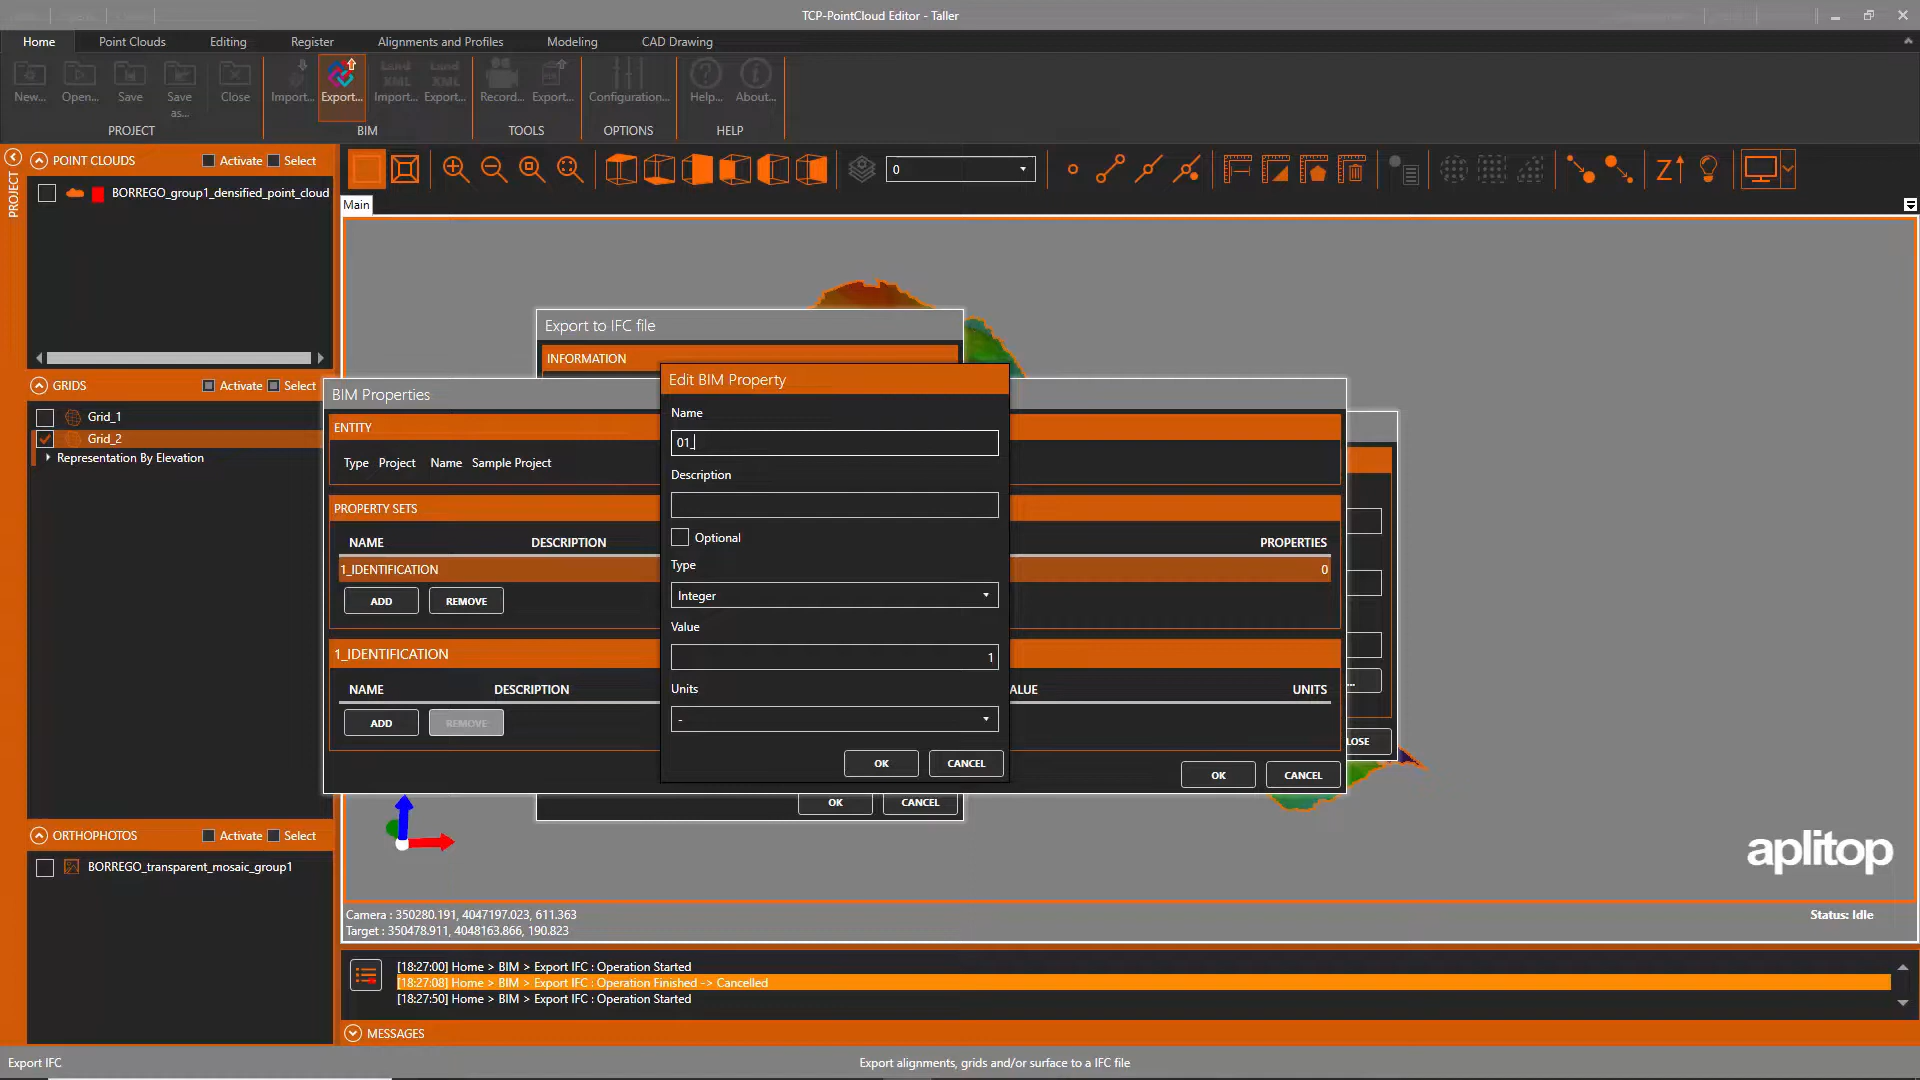 TCP-PointCloud Editor - Taller
Home
Point Clouds
Editing
Register
Alignments and Profiles
Modeling
CAD Drawing
New...
Open...
Save
Save as...
Close
Import...
Export...
Land XML Import...
Land XML Export...
Record...
Export...
Configuration...
Help...
About...
PROJECT
BIM
TOOLS
OPTIONS
HELP
PROJECT
POINT CLOUDS
Activate
Select
BORREGO_group1_densified_point_cloud
0
Main
GRIDS
Activate
Select
Grid_1
Grid_2
Representation By Elevation
ORTHOPHOTOS
Activate
Select
BORREGO_transparent_mosaic_group1
Export to IFC file
INFORMATION
OK
CANCEL
BIM Properties
ENTITY
Type Project Name Sample Project
PROPERTY SETS
NAME DESCRIPTION PROPERTIES
1_IDENTIFICATION 0
ADD
REMOVE
1_IDENTIFICATION
NAME DESCRIPTION ALUE UNITS
ADD
REMOVE
OK
CANCEL
Edit BIM Property
Name
01_
Description
Optional
Type
Integer
Value
1
Units
-
OK
CANCEL
...
LOSE
aplitop
Camera : 350280.191, 4047197.023, 611.363
Target : 350478.911, 4048163.866, 190.823
Status: Idle
[18:27:00] Home > BIM > Export IFC : Operation Started
[18:27:08] Home > BIM > Export IFC : Operation Finished -> Cancelled
[18:27:50] Home > BIM > Export IFC : Operation Started
MESSAGES
Export IFC
Export alignments, grids and/or surface to a IFC file